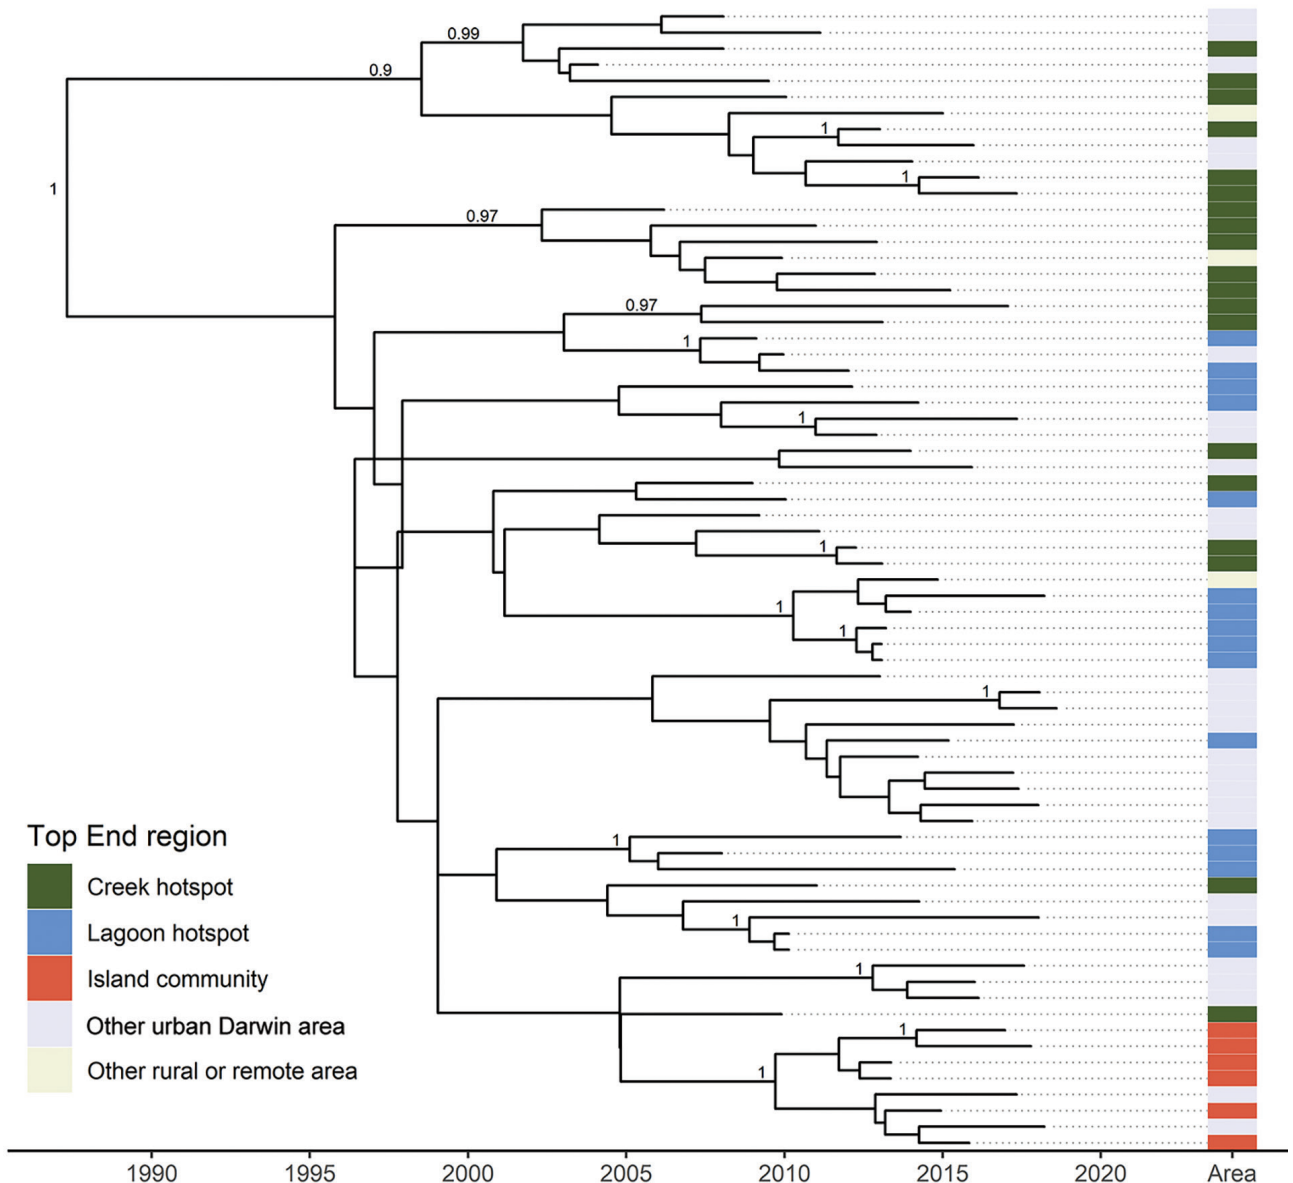 0.99
0.9
1
1
1
0.97
0.97
1
1
1
1
1
1
1
1
1
1
1
Top End region
Creek hotspot
Lagoon hotspot
Island community
Other urban Darwin area
Other rural or remote area
1990 1995 2000 2005 2010 2015 2020 Area